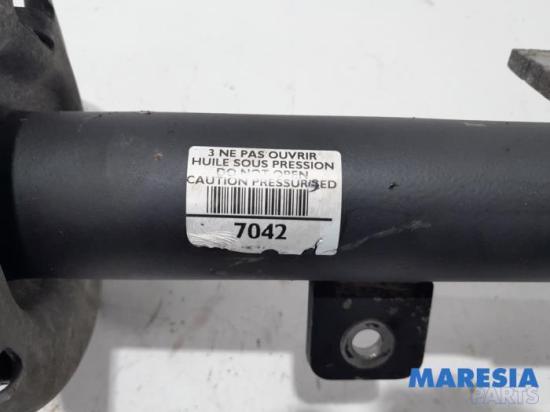 3 NE PAS OUVRIR
HUILE SOUS PRESSION
DO NOT OPEN
CAUTION PRESSURISED
7042
MARESIA
PARTS